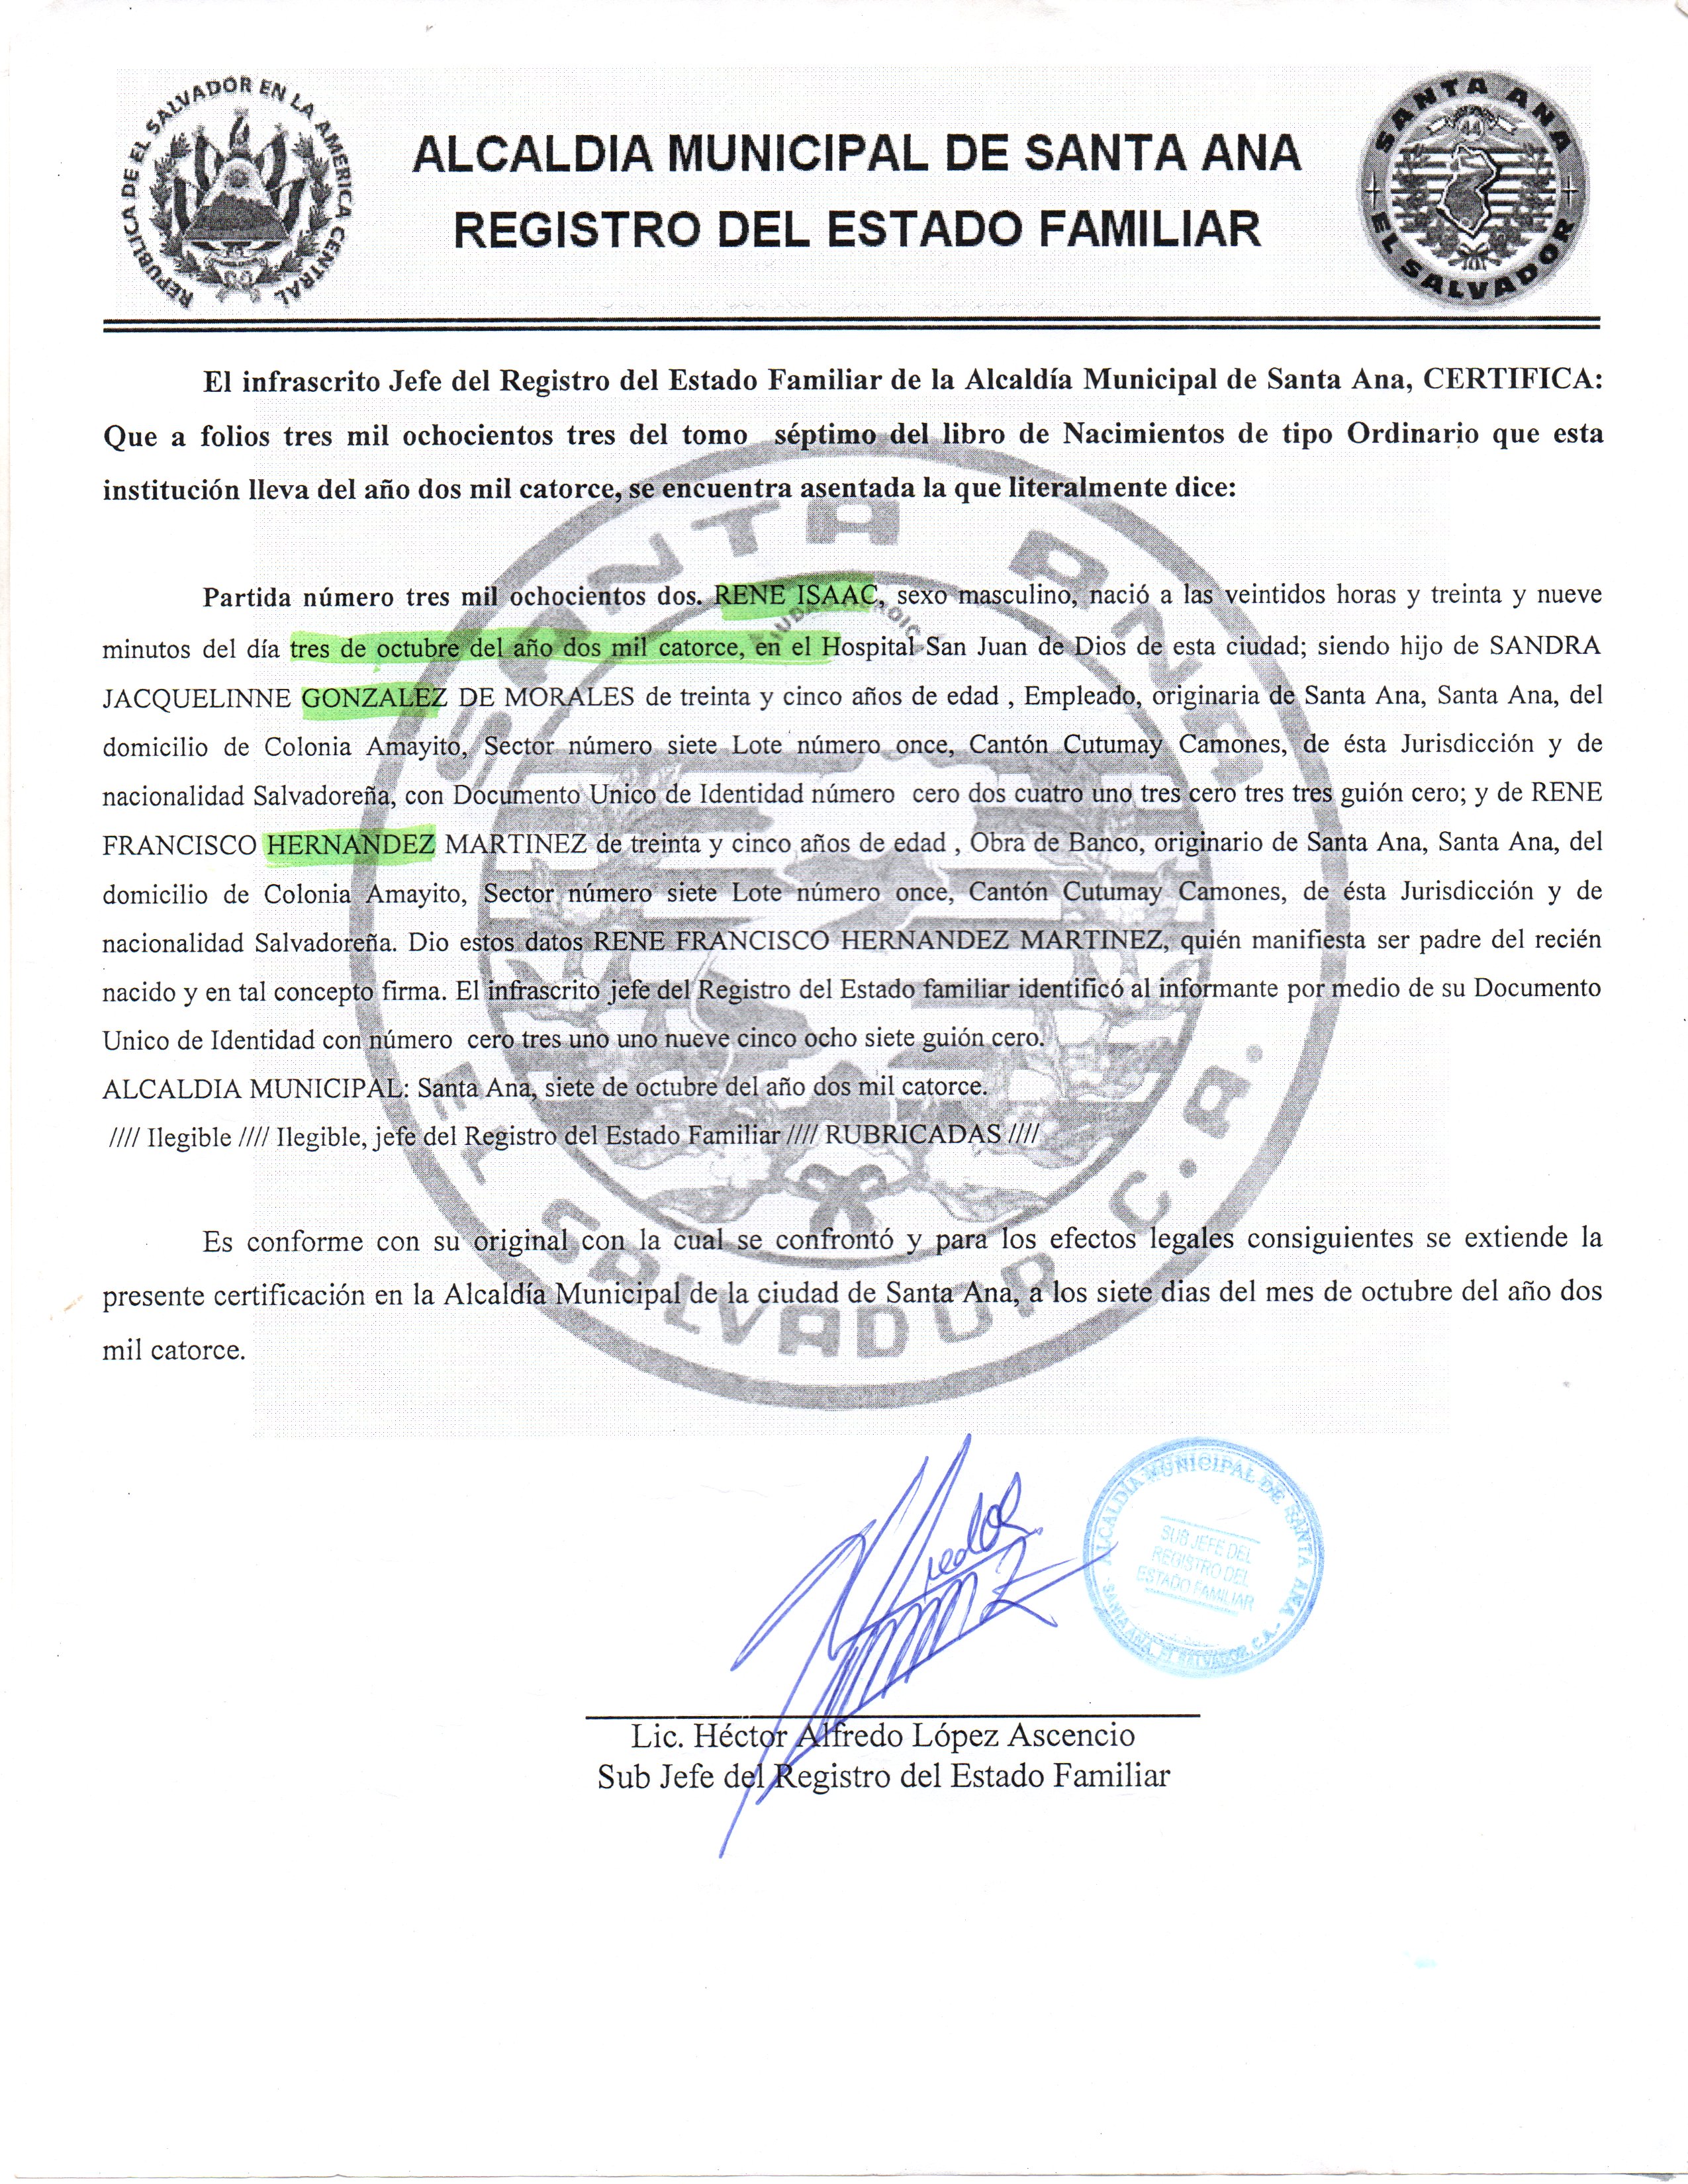 REPUBLICA DE EL SALVADOR EN LA AMERICA CENTRAL
ALCALDIA MUNICIPAL DE SANTA ANA
REGISTRO DEL ESTADO FAMILIAR
SANTA ANA
44
EL SALVADOR
El infrascrito Jefe del Registro del Estado Familiar de la Alcaldía Municipal de Santa Ana, CERTIFICA:
Que a folios tres mil ochocientos tres del tomo séptimo del libro de Nacimientos de tipo Ordinario que esta
institución lleva del año dos mil catorce, se encuentra asentada la que literalmente dice:
Partida número tres mil ochocientos dos. RENE ISAAC, sexo masculino, nació a las veintidos horas y treinta y nueve
minutos del día tres de octubre del año dos mil catorce, en el Hospital San Juan de Dios de esta ciudad; siendo hijo de SANDRA
JACQUELINNE GONZALEZ DE MORALES de treinta y cinco años de edad , Empleado, originaria de Santa Ana, Santa Ana, del
domicilio de Colonia Amayito, Sector número siete Lote número once, Cantón Cutumay Camones, de ésta Jurisdicción y de
nacionalidad Salvadoreña, con Documento Unico de Identidad número cero dos cuatro uno tres cero tres tres guión cero; y de RENE
FRANCISCO HERNANDEZ MARTINEZ de treinta y cinco años de edad , Obra de Banco, originario de Santa Ana, Santa Ana, del
domicilio de Colonia Amayito, Sector número siete Lote número once, Cantón Cutumay Camones, de ésta Jurisdicción y de
nacionalidad Salvadoreña. Dio estos datos RENE FRANCISCO HERNANDEZ MARTINEZ, quién manifiesta ser padre del recién
nacido y en tal concepto firma. El infrascrito jefe del Registro del Estado familiar identificó al informante por medio de su Documento
Unico de Identidad con número cero tres uno uno nueve cinco ocho siete guión cero.
ALCALDIA MUNICIPAL: Santa Ana, siete de octubre del año dos mil catorce.
//// Ilegible //// Ilegible, jefe del Registro del Estado Familiar //// RUBRICADAS ////
Es conforme con su original con la cual se confrontó y para los efectos legales consiguientes se extiende la
presente certificación en la Alcaldía Municipal de la ciudad de Santa Ana, a los siete dias del mes de octubre del año dos
mil catorce.
SANTA ANA
EL SALVADOR C.A.
ALCALDIA MUNICIPAL DE SANTA ANA
SUB JEFE DEL
REGISTRO DEL
ESTADO FAMILIAR
SANTA ANA, EL SALVADOR, C.A.
Lic. Héctor Alfredo López Ascencio
Sub Jefe del Registro del Estado Familiar